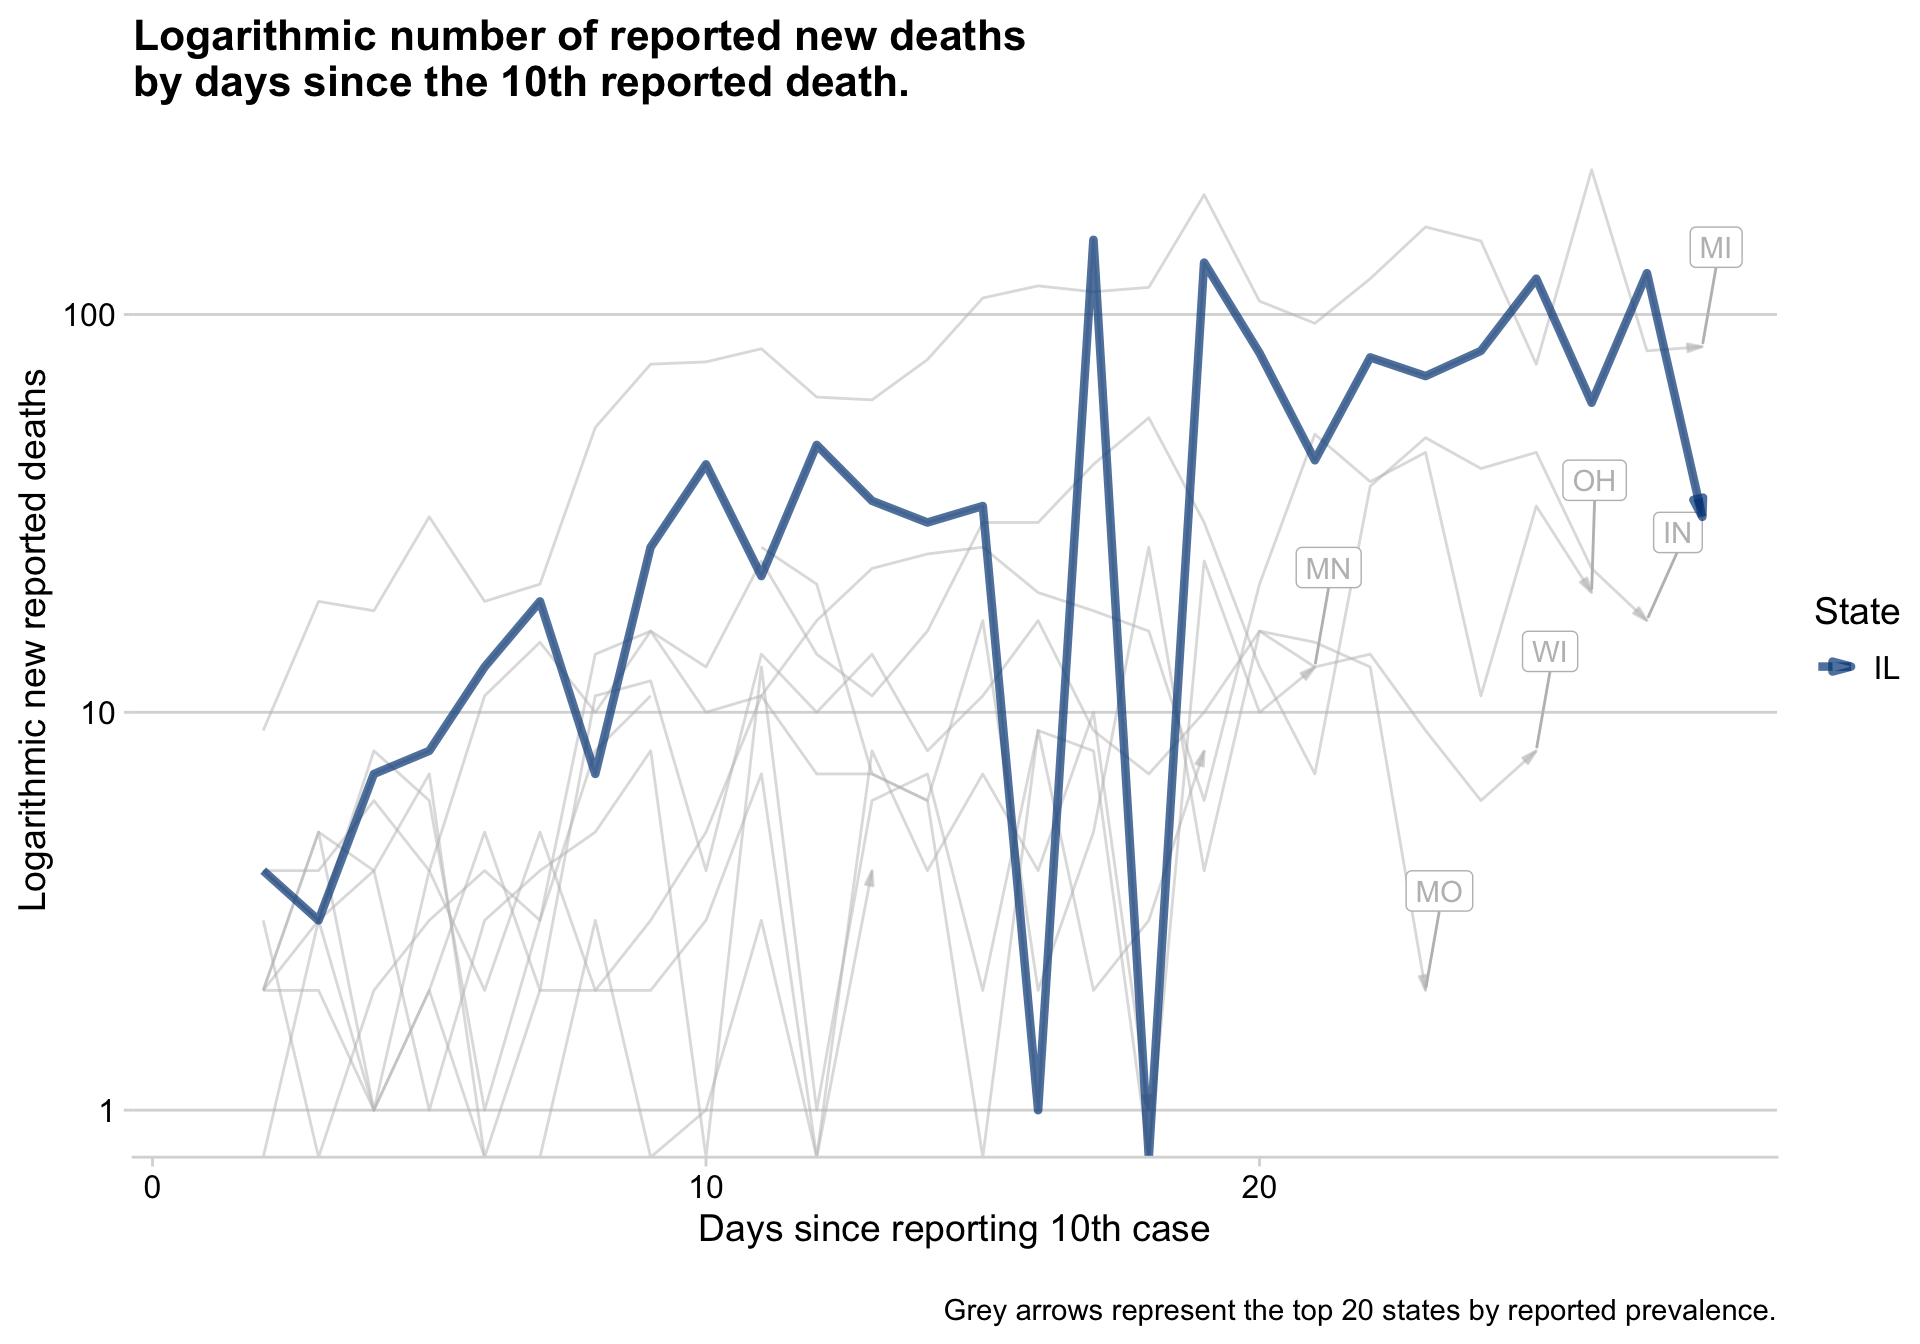 Logarithmic number of reported new deaths
by days since the 10th reported death.
Logarithmic new reported deaths
100
10
1
MI
OH
IN
MN
WI
MO
State
IL
0 10 20
Days since reporting 10th case
Grey arrows represent the top 20 states by reported prevalence.